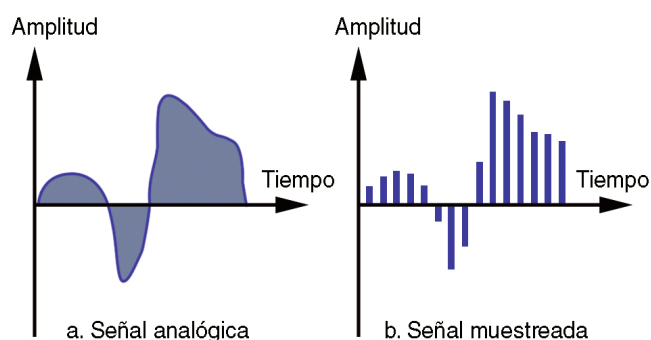 Amplitud
Tiempo
a. Señal analógica
Amplitud
Tiempo
b. Señal muestreada